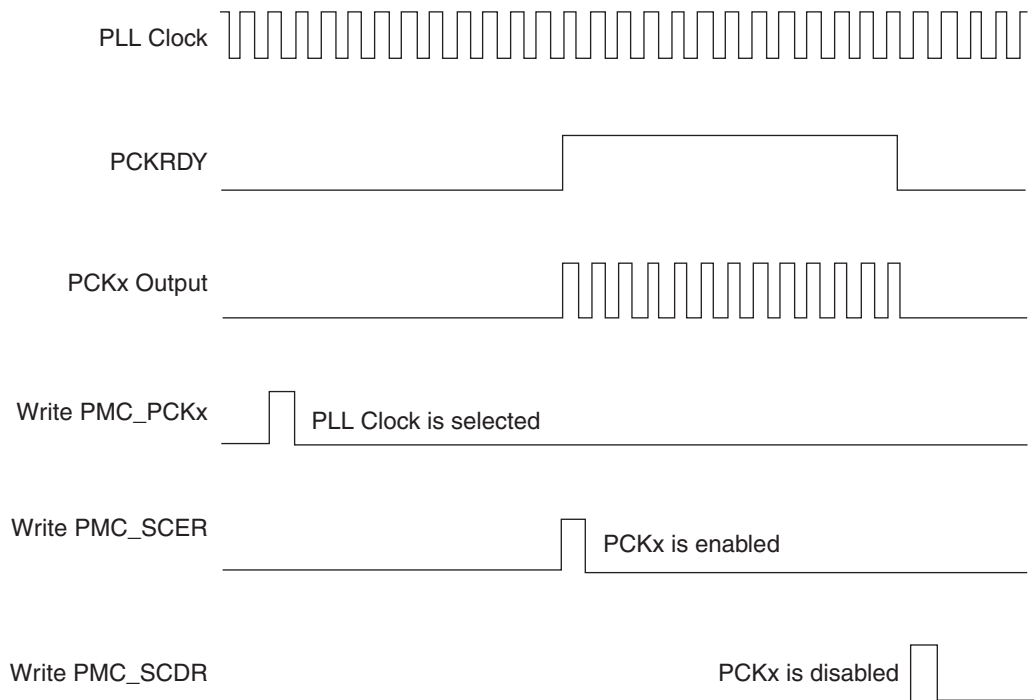 PLL Clock
PCKRDY
PCKx Output
Write PMC_PCKx
PLL Clock is selected
Write PMC_SCER
PCKx is enabled
Write PMC_SCDR
PCKx is disabled